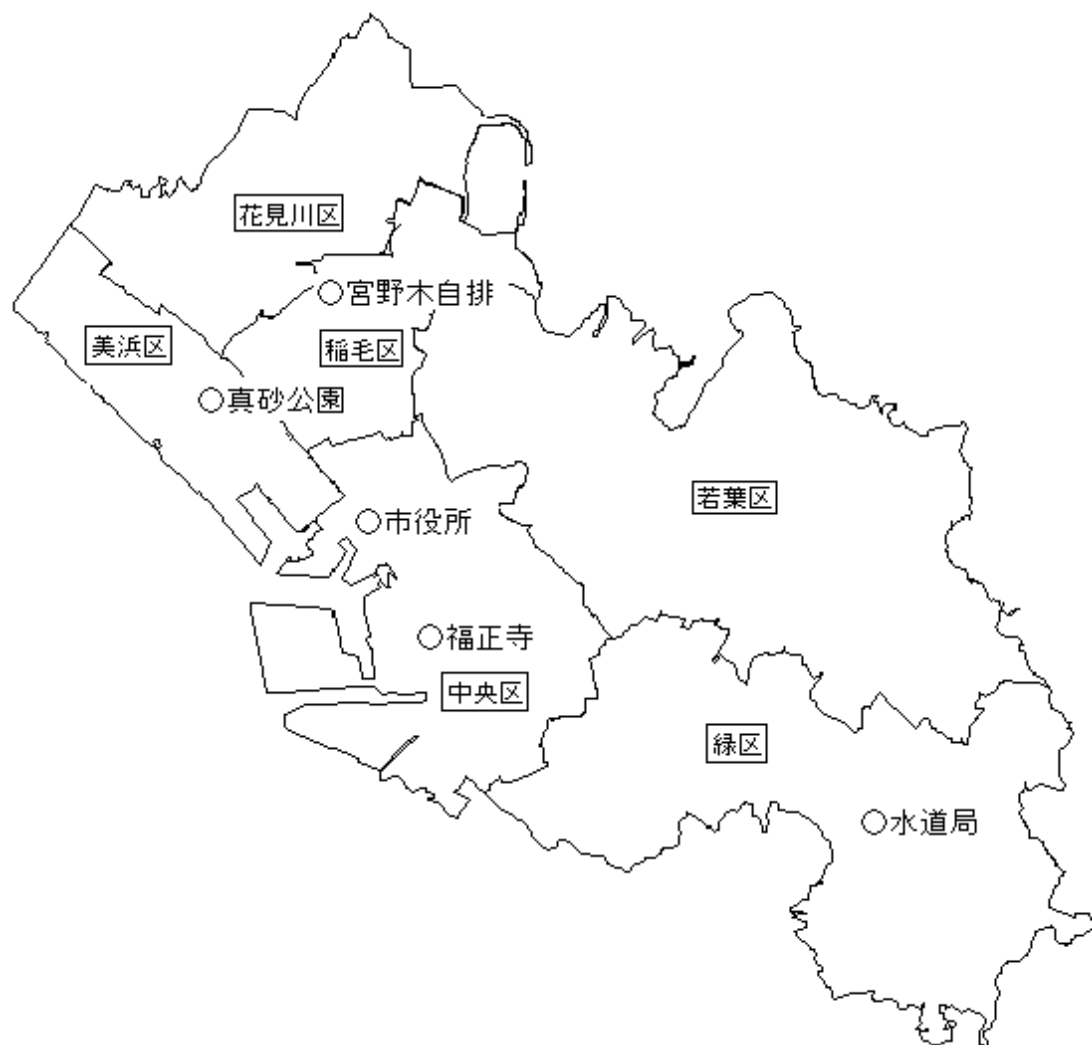 花見川区
宮野木自排
美浜区
稲毛区
真砂公園
若葉区
市役所
福正寺
中央区
緑区
水道局